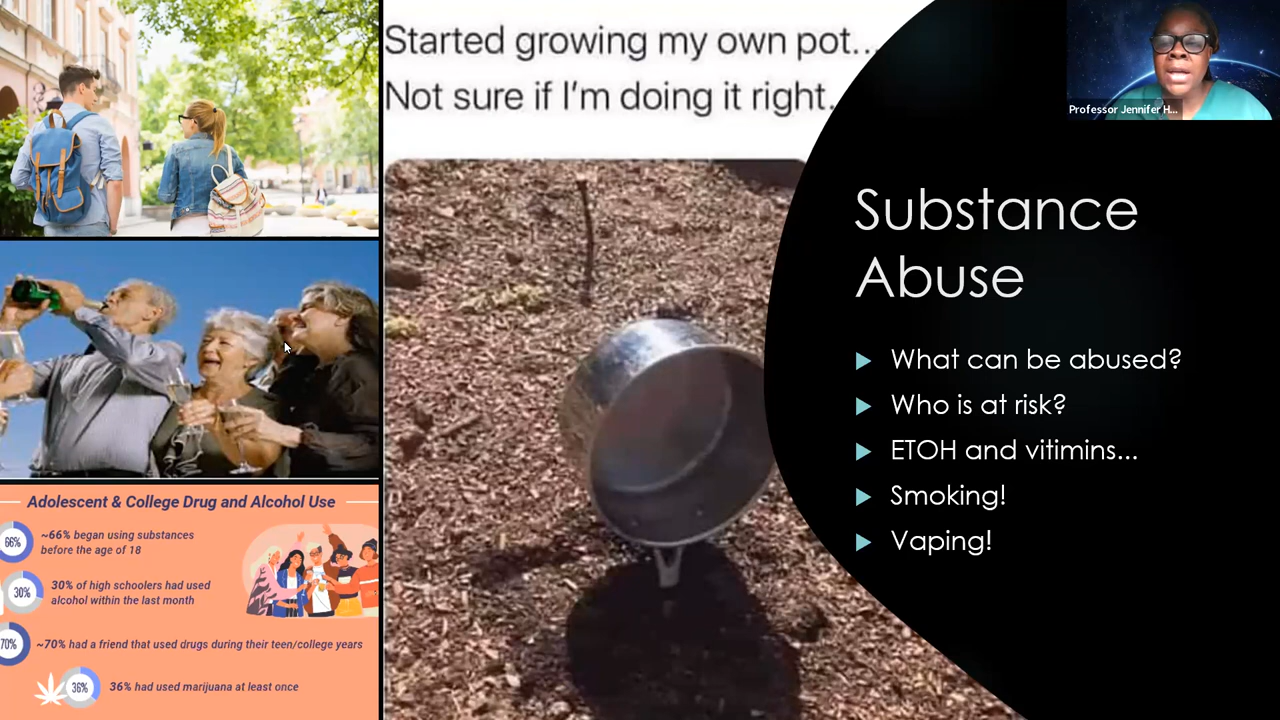 Started growing my own pot...
Not sure if I'm doing it right.
Professor Jennifer H...
Substance
Abuse
What can be abused?
Who is at risk?
ETOH and vitimins...
Smoking!
Vaping!
Adolescent & College Drug and Alcohol Use
66%
~66% began using substances
before the age of 18
30%
30% of high schoolers had used
alcohol within the last month
70%
~70% had a friend that used drugs during their teen/college years
36%
36% had used marijuana at least once